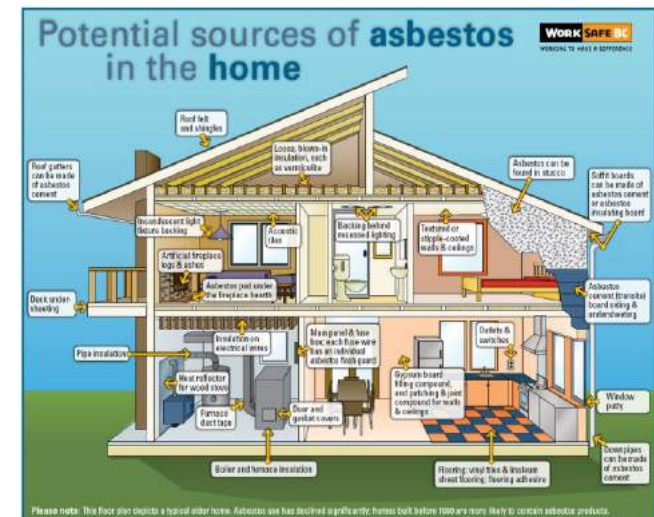 Potential sources of asbestos
in the home
WORK SAFE BC
WORKING TO MAKE A DIFFERENCE
Roof felt
and shingles
Loose, blown-in
insulation, such
as vermiculite
Asbestos can be
found in stucco
Roof gutters
can be made
of asbestos
cement
Soffit boards
can be made of
asbestos cement
or asbestos
insulating board
Incandescent light
fixture backing
Acoustic
tiles
Backing behind
recessed lighting
Textured or
stipple-coated
walls & ceilings
Artificial fireplace
logs & ashes
Asbestos pad under
the fireplace hearth
Asbestos
cement (transite)
board siding &
undersheeting
Deck under-
sheeting
Insulation on
electrical wires
Main panel & fuse
box; each fuse wire
has an individual
asbestos flash guard
Outlets &
switches
Pipe insulation
Heat reflector
for wood stove
Gypsum board
filling compound,
and patching & joint
compound for walls
& ceilings
Furnace
duct tape
Door and
gasket covers
Window
putty
Boiler and furnace insulation
Flooring: vinyl tiles & linoleum
sheet flooring; flooring adhesive
Downpipes
can be made
of asbestos
cement
Please note: This floor plan depicts a typical older home. Asbestos use has declined significantly; homes built before 1990 are more likely to contain asbestos products.